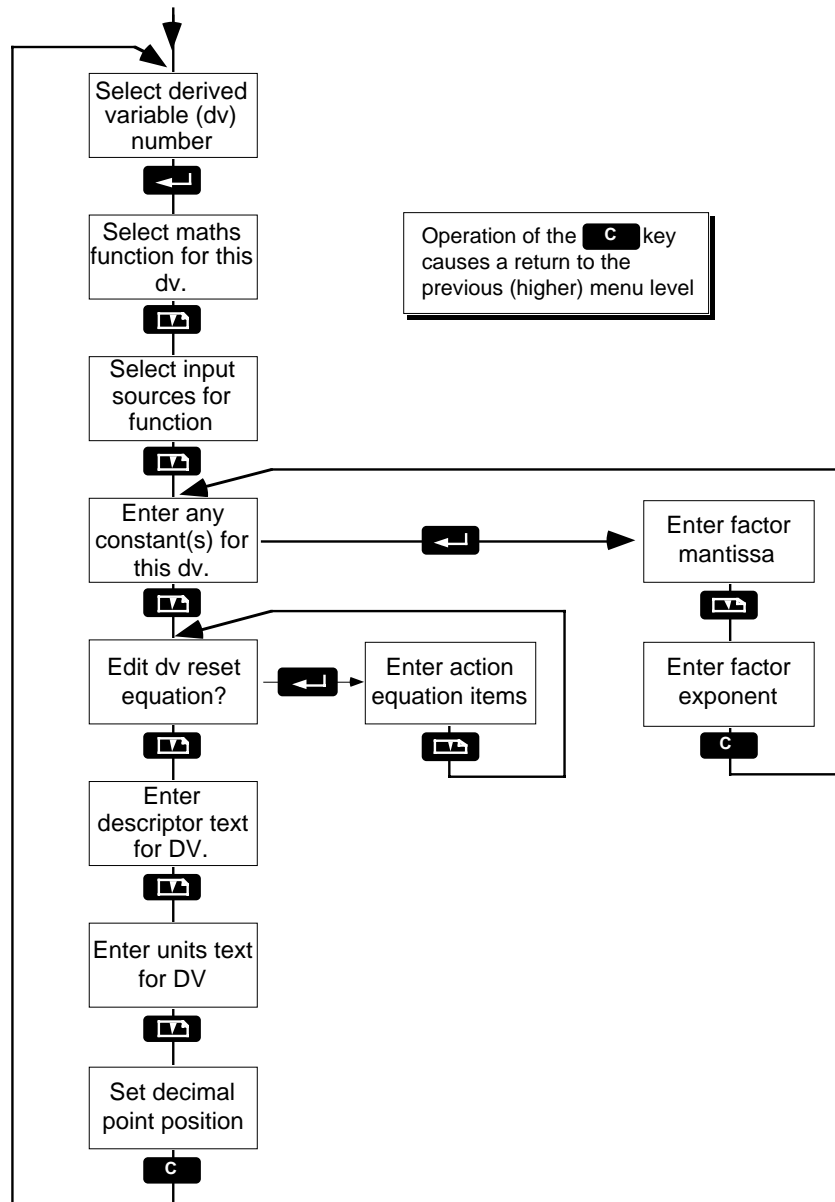 Select derived
variable (dv)
number
Select maths
function for this
dv.
Operation of the C key
causes a return to the
previous (higher) menu level
Select input
sources for
function
Enter any
constant(s) for
this dv.
Enter factor
mantissa
Edit dv reset
equation?
Enter action
equation items
Enter factor
exponent
C
Enter
descriptor text
for DV.
Enter units text
for DV
Set decimal
point position
C